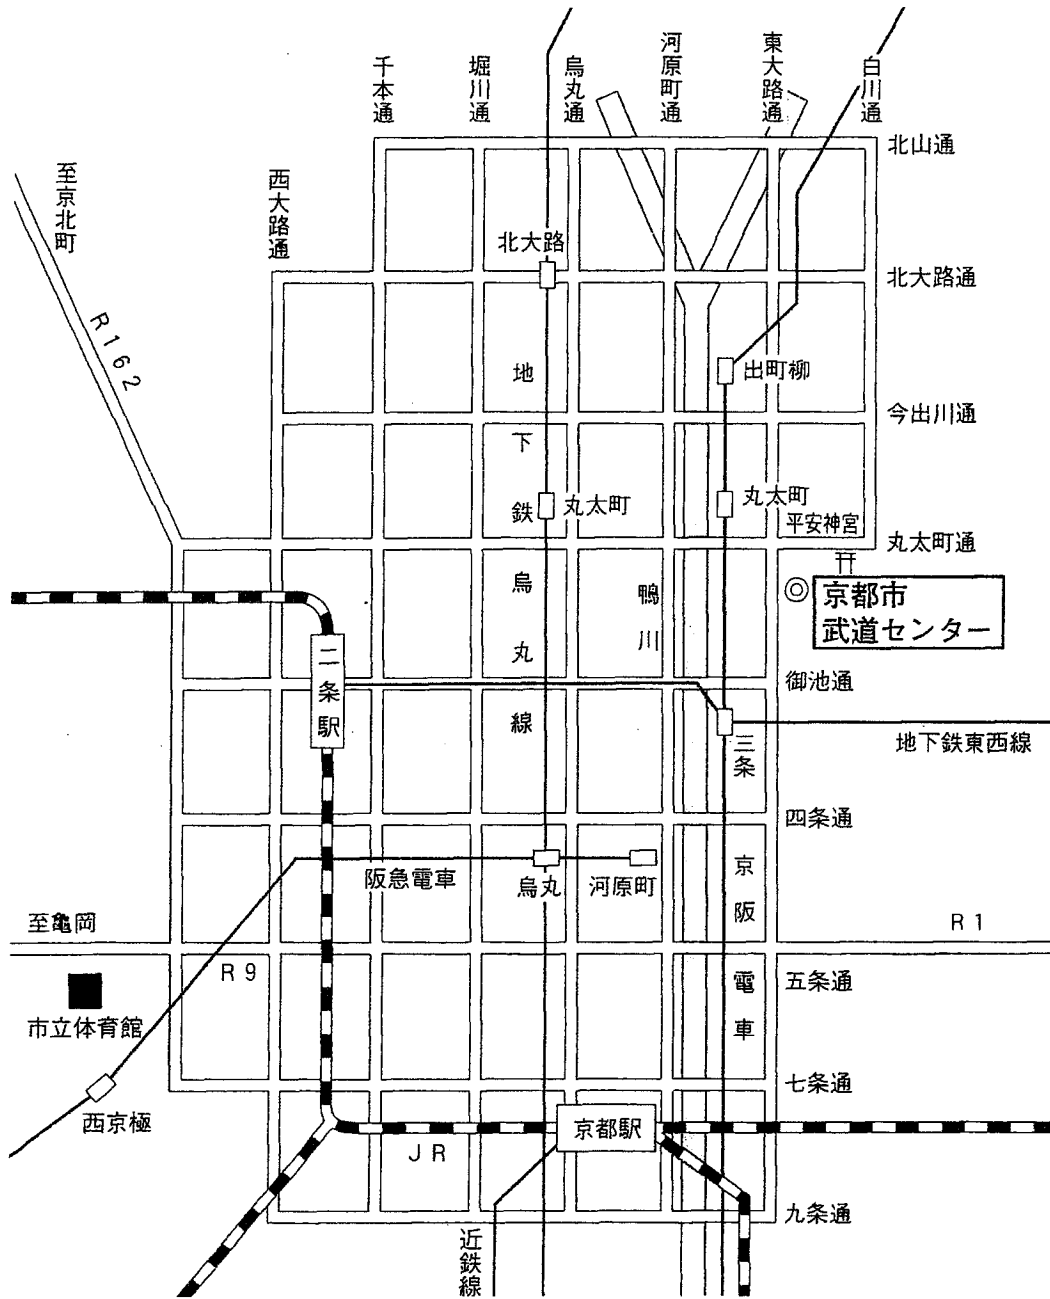 千本通
堀川通
烏丸通
河原町通
東大路通
白川通
北山通
至京北町
西大路通
北大路
北大路通
R162
地下鉄烏丸線
出町柳
今出川通
丸太町
丸太町
平安神宮
丸太町通
鴨川
京都市
武道センター
二条駅
御池通
三条
地下鉄東西線
四条通
阪急電車
烏丸
河原町
京阪電車
至亀岡
R1
R9
五条通
市立体育館
七条通
西京極
京都駅
JR
九条通
近鉄線